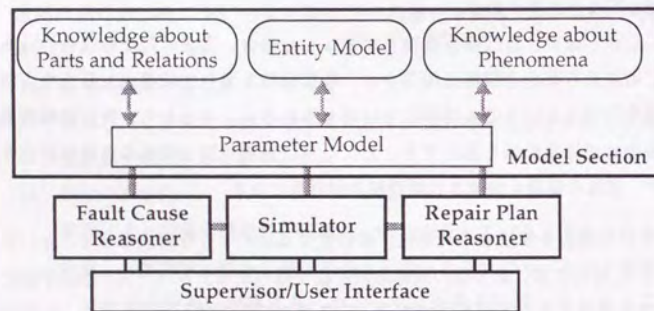 Knowledge about
Parts and Relations
Entity Model
Knowledge about
Phenomena
Parameter Model
Model Section
Fault Cause
Reasoner
Simulator
Repair Plan
Reasoner
Supervisor/User Interface